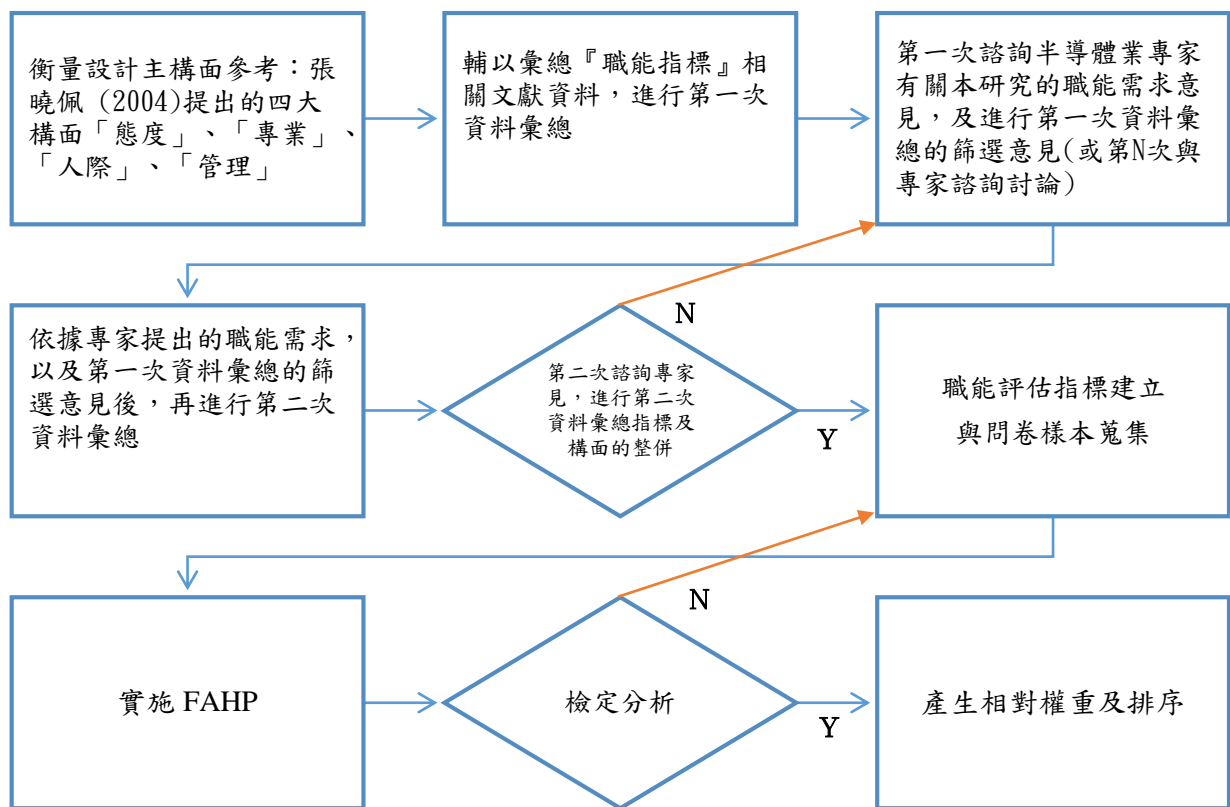 衡量設計主構面參考：張
曉佩 (2004)提出的四大
構面「態度」、「專業」、
「人際」、「管理」
輔以彙總『職能指標』相
關文獻資料，進行第一次
資料彙總
第一次諮詢半導體業專家
有關本研究的職能需求意
見，及進行第一次資料彙
總的篩選意見(或第N次與
專家諮詢討論)
依據專家提出的職能需求，
以及第一次資料彙總的篩
選意見後，再進行第二次
資料彙總
第二次諮詢專家
見，進行第二次
資料彙總指標及
構面的整併
N
Y
職能評估指標建立
與問卷樣本蒐集
實施 FAHP
檢定分析
N
Y
產生相對權重及排序